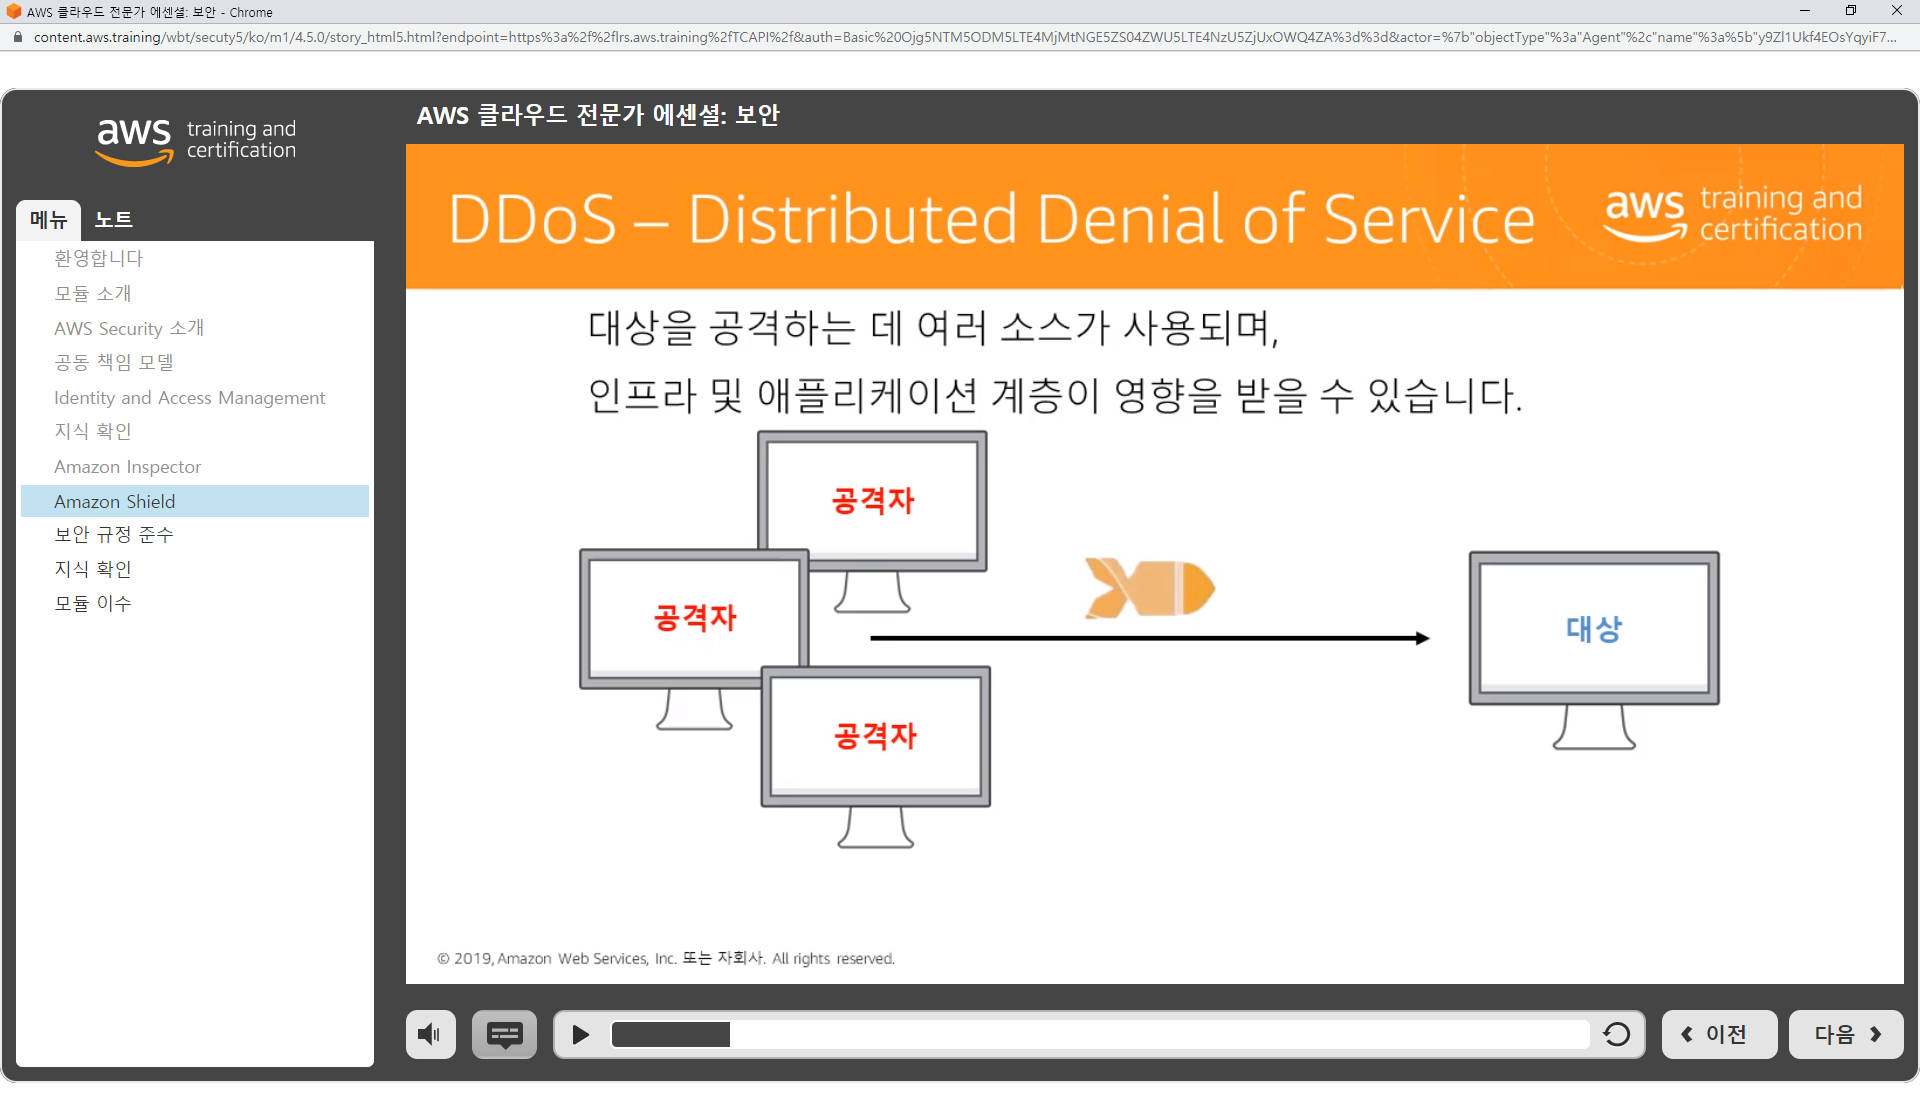 AWS 클라우드 전문가 에센셜: 보안 - Chrome
content.aws.training/wbt/secuty5/ko/m1/4.5.0/story_html5.html?endpoint=https%3a%2f%2flrs.aws.training%2fTCAPI%2f&auth=Basic%20Ojg5NTM5ODM5LTE4MjMtNGE5ZS04ZWU5LTE4NzU5ZjUxOWQ4ZA%3d%3d&actor=%7b"objectType"%3a"Agent"%2c"name"%3a%5b"y9Zl1Ukf4EOsYqyiF7...
aws training and certification
AWS 클라우드 전문가 에센셜: 보안
메뉴
노트
환영합니다
모듈 소개
AWS Security 소개
공동 책임 모델
Identity and Access Management
지식 확인
Amazon Inspector
Amazon Shield
보안 규정 준수
지식 확인
모듈 이수
DDoS – Distributed Denial of Service
aws training and certification
대상을 공격하는 데 여러 소스가 사용되며,
인프라 및 애플리케이션 계층이 영향을 받을 수 있습니다.
공격자
공격자
공격자
대상
© 2019, Amazon Web Services, Inc. 또는 자회사. All rights reserved.
이전
다음